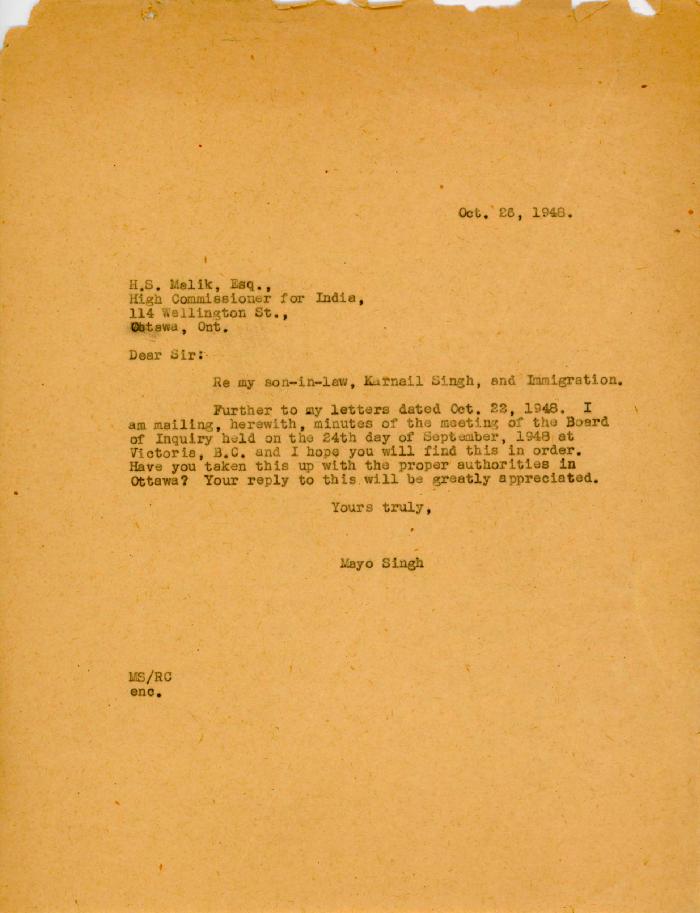 Oct. 26, 1948.
H.S. Malik, Esq.,
High Commissioner for India,
114 Wellington St.,
Ottawa, Ont.
Dear Sir:
Re my son-in-law, Karnail Singh, and Immigration.
Further to my letters dated Oct. 22, 1948. I
am mailing, herewith, minutes of the meeting of the Board
of Inquiry held on the 24th day of September, 1948 at
Victoria, B.C. and I hope you will find this in order.
Have you taken this up with the proper authorities in
Ottawa? Your reply to this will be greatly appreciated.
Yours truly,
Mayo Singh
MS/RC
enc.